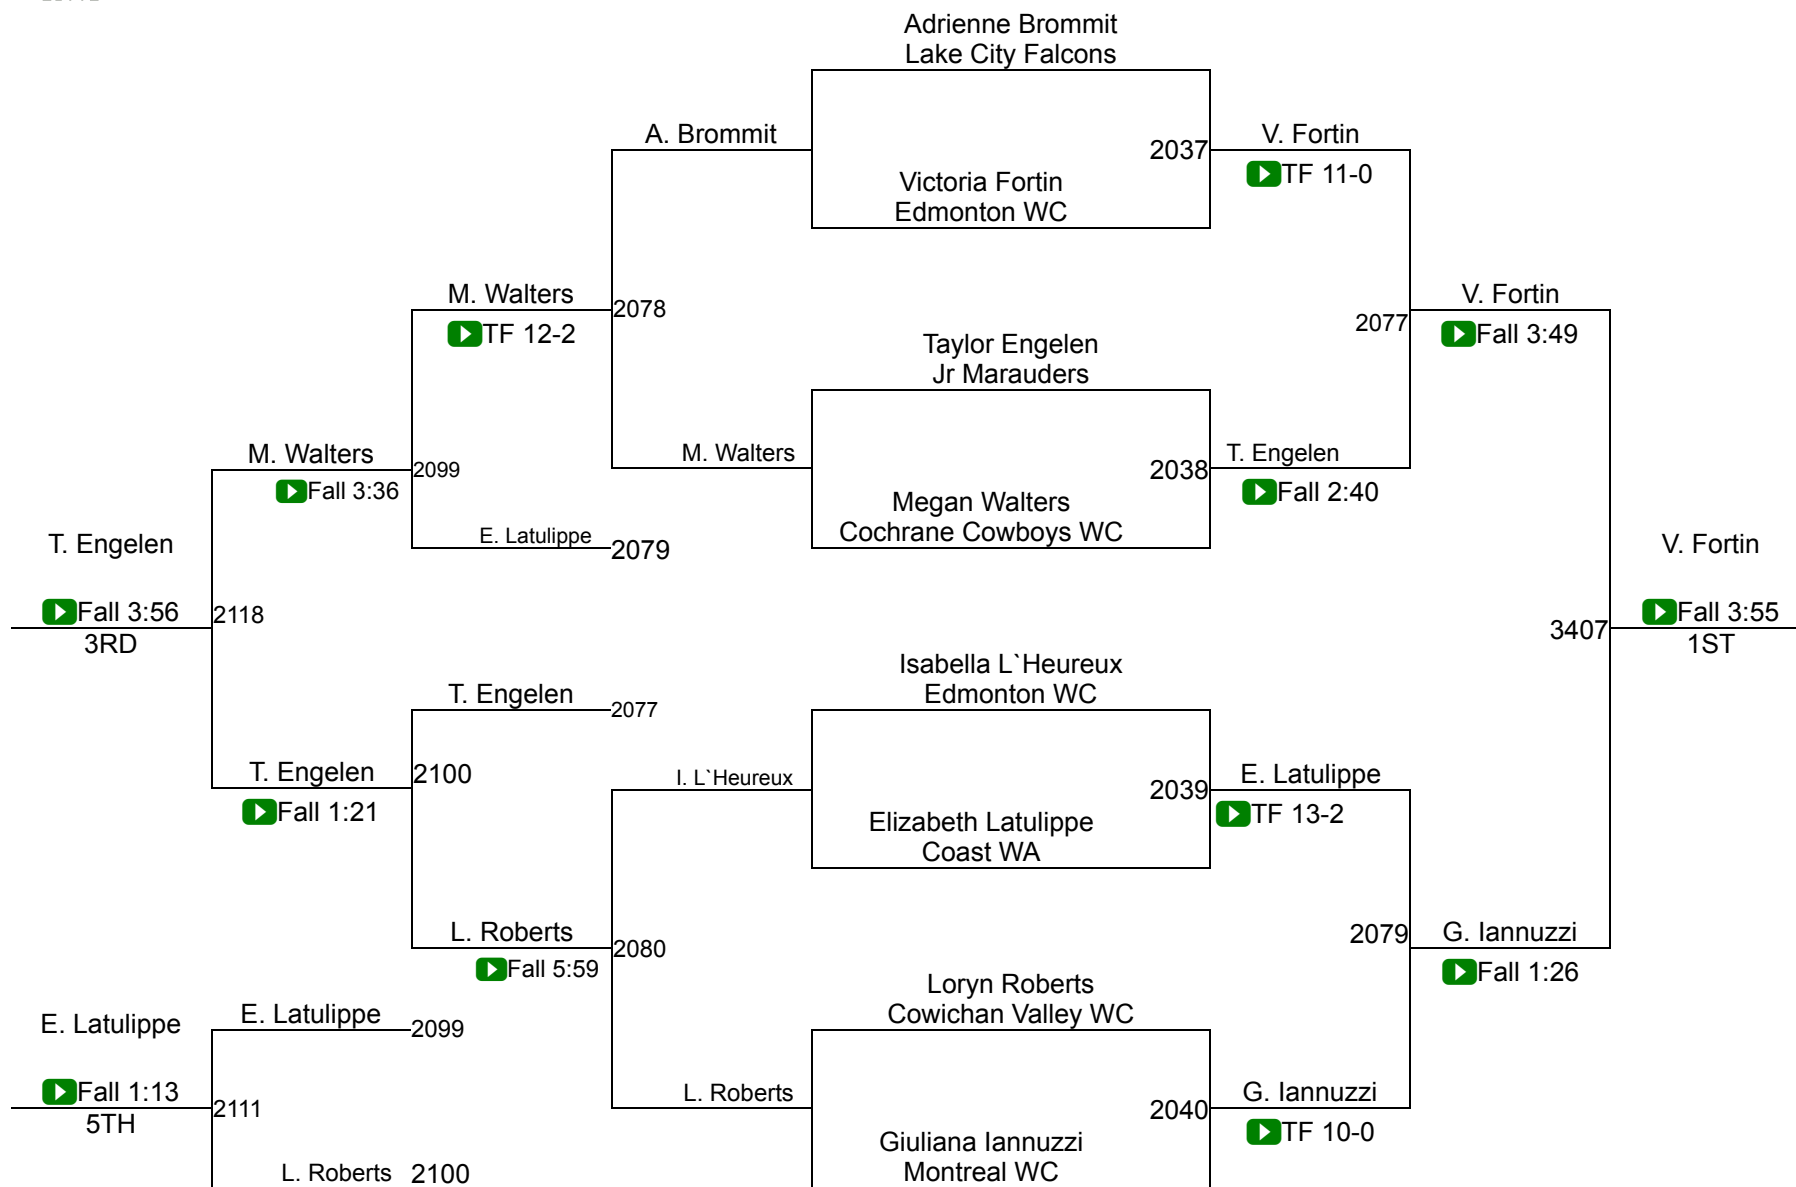 Adrienne Brommit
Lake City Falcons
A. Brommit
2037
V. Fortin
TF 11-0
Victoria Fortin
Edmonton WC
M. Walters
2078
TF 12-2
2077
V. Fortin
Fall 3:49
Taylor Engelen
Jr Marauders
M. Walters
2099
Fall 3:36
M. Walters
2038
T. Engelen
Fall 2:40
Megan Walters
Cochrane Cowboys WC
E. Latulippe
2079
T. Engelen
Fall 3:56
3RD
2118
V. Fortin
3407
Fall 3:55
1ST
Isabella L`Heureux
Edmonton WC
T. Engelen
2077
T. Engelen
2100
Fall 1:21
I. L`Heureux
2039
E. Latulippe
TF 13-2
Elizabeth Latulippe
Coast WA
L. Roberts
2080
Fall 5:59
2079
G. Iannuzzi
Fall 1:26
Loryn Roberts
Cowichan Valley WC
E. Latulippe
E. Latulippe
2099
Fall 1:13
5TH
2111
L. Roberts
2040
G. Iannuzzi
TF 10-0
Giuliana Iannuzzi
Montreal WC
L. Roberts
2100